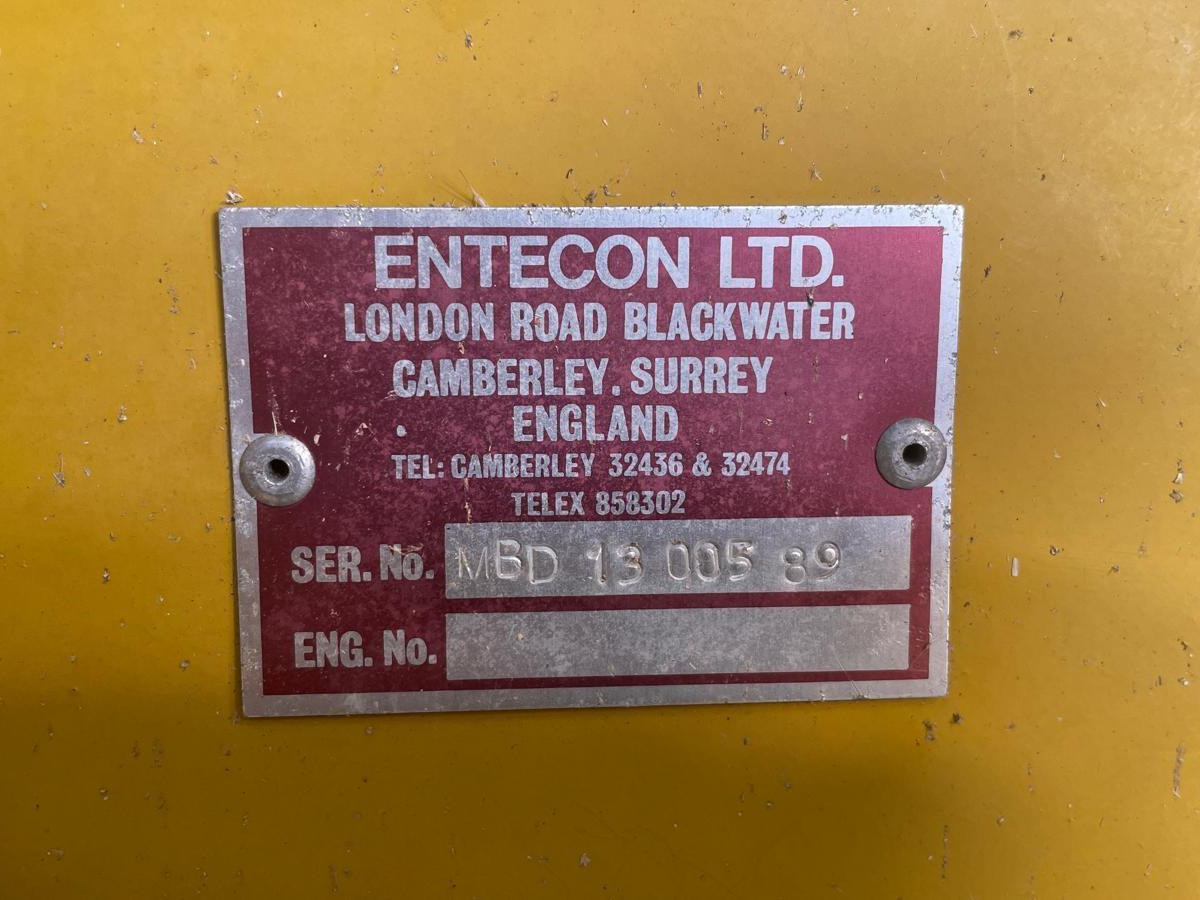 ENTECON LTD.
LONDON ROAD BLACKWATER
CAMBERLEY. SURREY
ENGLAND
TEL: CAMBERLEY 32436 & 32474
TELEX 858302
SER. No. MBD 13 005 89
ENG. No.